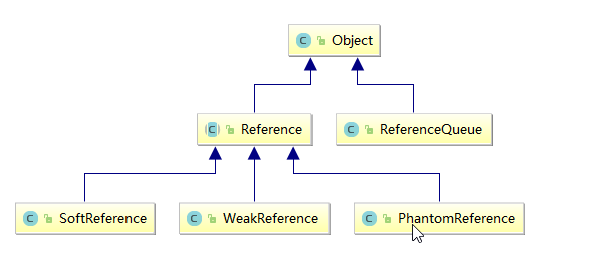 C Object
C Reference
C ReferenceQueue
C SoftReference
C WeakReference
C PhantomReference